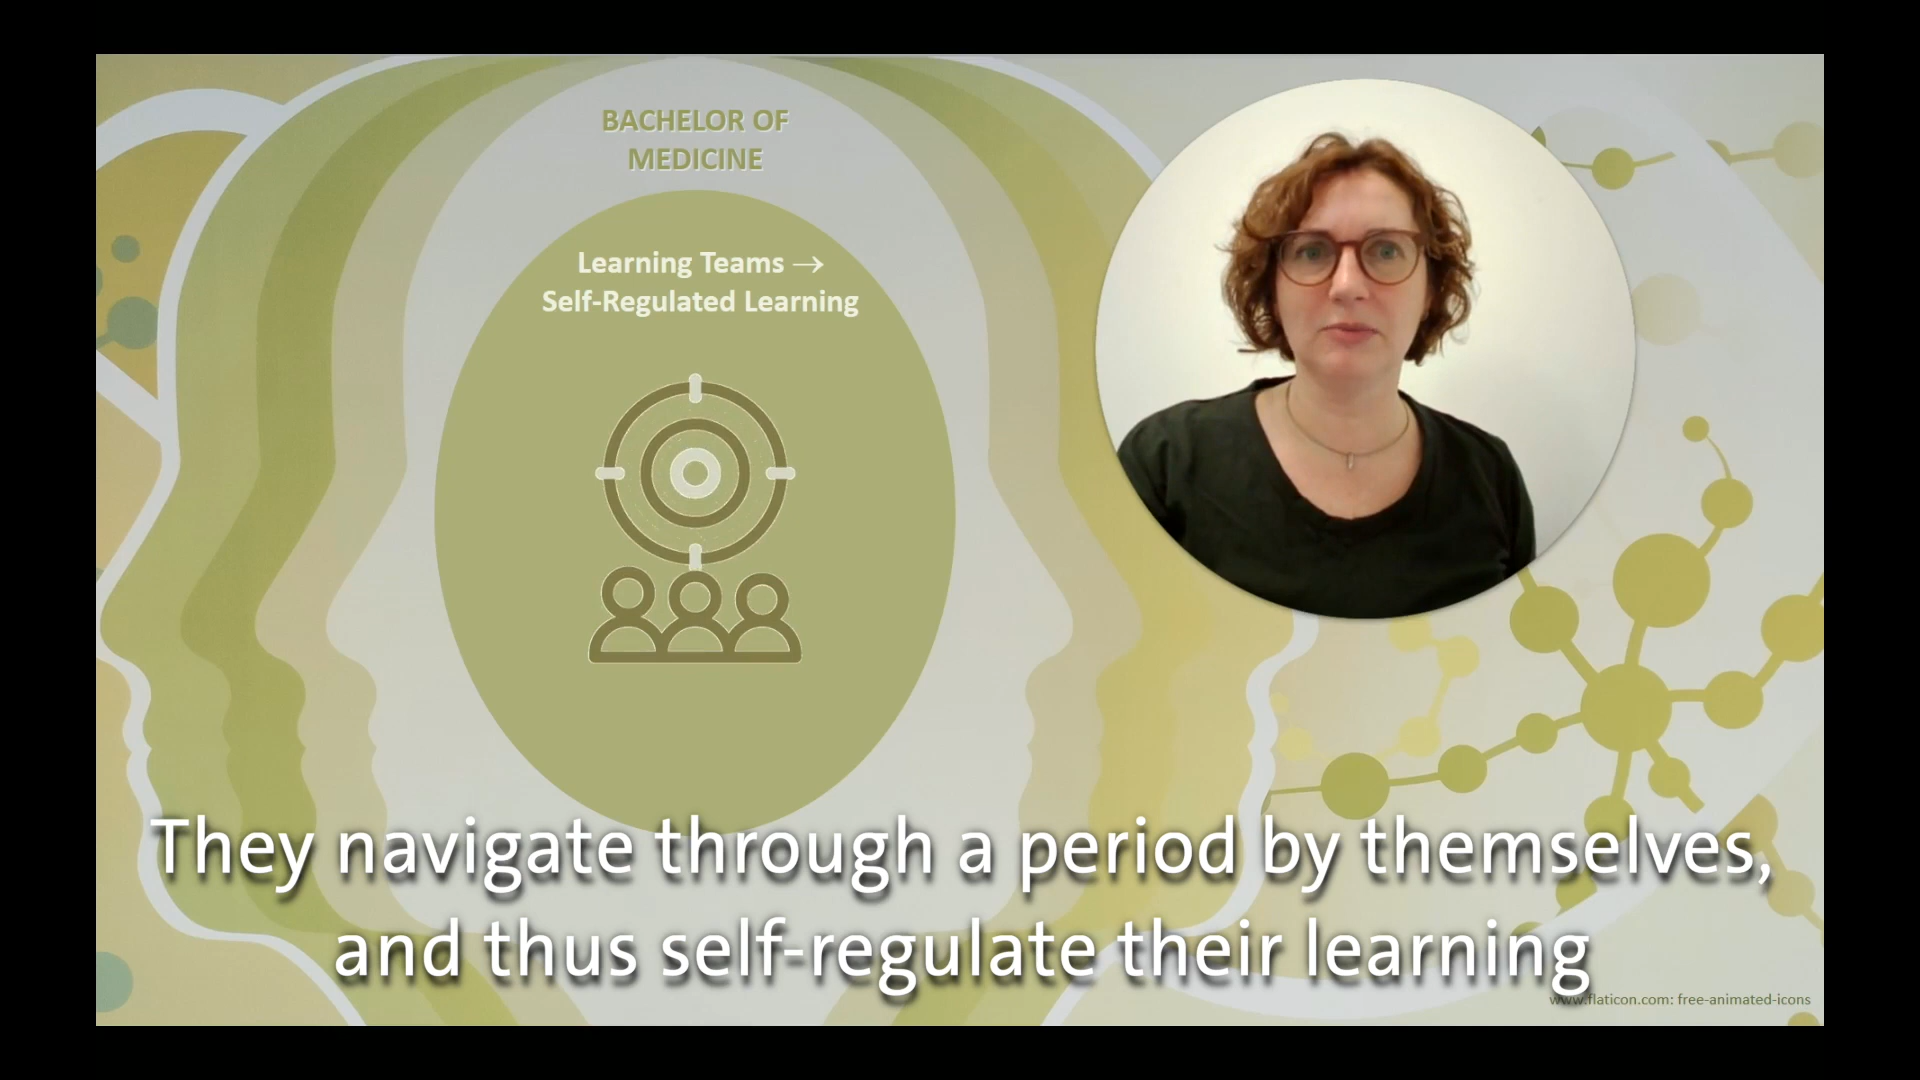 BACHELOR OF
MEDICINE
Learning Teams →
Self-Regulated Learning
They navigate through a period by themselves,
and thus self-regulate their learning
www.flaticon.com: free-animated-icons